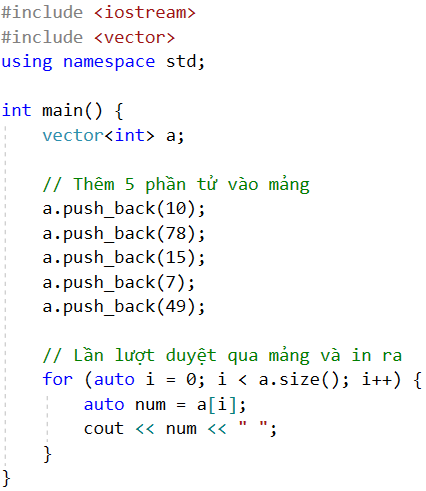 #include <iostream>
#include <vector>
using namespace std;
int main() {
    vector<int> a;
    // Thêm 5 phần tử vào mảng
    a.push_back(10);
    a.push_back(78);
    a.push_back(15);
    a.push_back(7);
    a.push_back(49);
    // Lần lượt duyệt qua mảng và in ra
    for (auto i = 0; i < a.size(); i++) {
        auto num = a[i];
        cout << num << " ";
    }
}